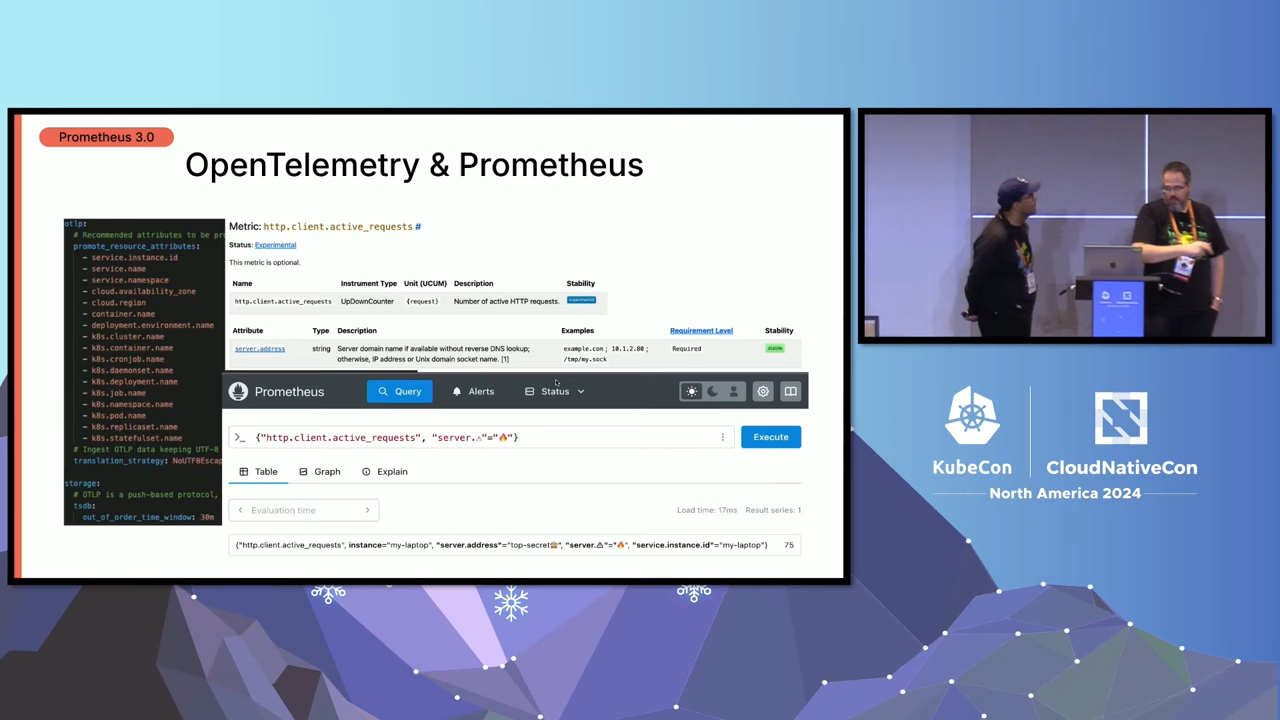 Prometheus 3.0
OpenTelemetry & Prometheus
otlp:
# Recommended attributes to be pr
promote_resource_attributes:
- service.instance.id
- service.name
- service.namespace
- cloud.availability_zone
- cloud.region
- container.name
- deployment.environment.name
- k8s.cluster.name
- k8s.container.name
- k8s.cronjob.name
- k8s.daemonset.name
- k8s.deployment.name
- k8s.job.name
- k8s.namespace.name
- k8s.pod.name
- k8s.replicaset.name
- k8s.statefulset.name
# Ingest OTLP data keeping UTF-8
translation_strategy: NoUTF8Escap
storage:
# OTLP is a push-based protocol,
tsdb:
out_of_order_time_window: 30m
Metric: http.client.active_requests #
Status: Experimental
This metric is optional.
Name Instrument Type Unit (UCUM) Description Stability
http.client.active_requests UpDownCounter {request} Number of active HTTP requests. experimental
Attribute Type Description Examples Requirement Level Stability
server.address string Server domain name if available without reverse DNS lookup; example.com ; 10.1.2.80 ; Required stable
otherwise, IP address or Unix domain socket name. [1] /tmp/my.sock
Prometheus Query Alerts Status
>_ {"http.client.active_requests", "server.⚠"="🔥"} Execute
Table Graph Explain
< Evaluation time > Load time: 17ms Result series: 1
{"http.client.active_requests", instance="my-laptop", "server.address"="top-secret🙊", "server.⚠"="🔥", "service.instance.id"="my-laptop"} 75
KubeCon CloudNativeCon
North America 2024